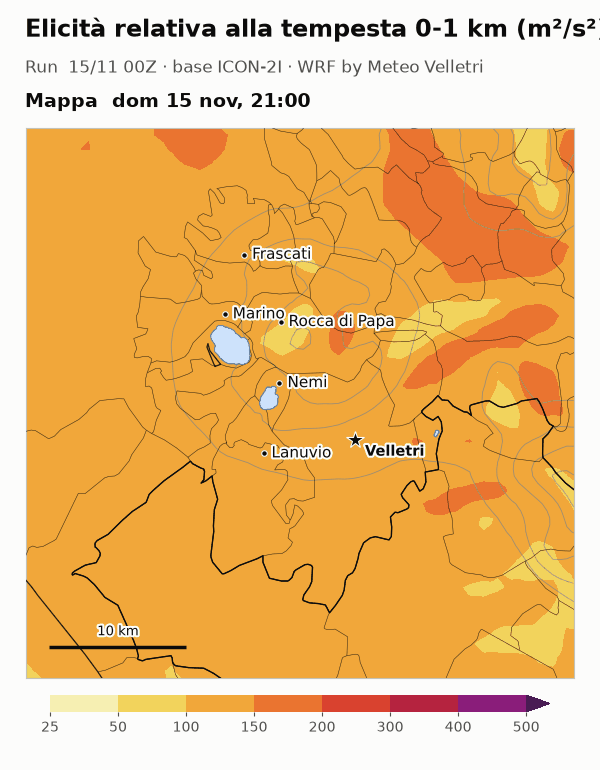 Elicità relativa alla tempesta 0-1 km (m²/s²)
Run 15/11 00Z · base ICON-2I · WRF by Meteo Velletri
Mappa dom 15 nov, 21:00
Frascati
Marino
Rocca di Papa
Nemi
Velletri
Lanuvio
10 km
25 50 100 150 200 300 400 500